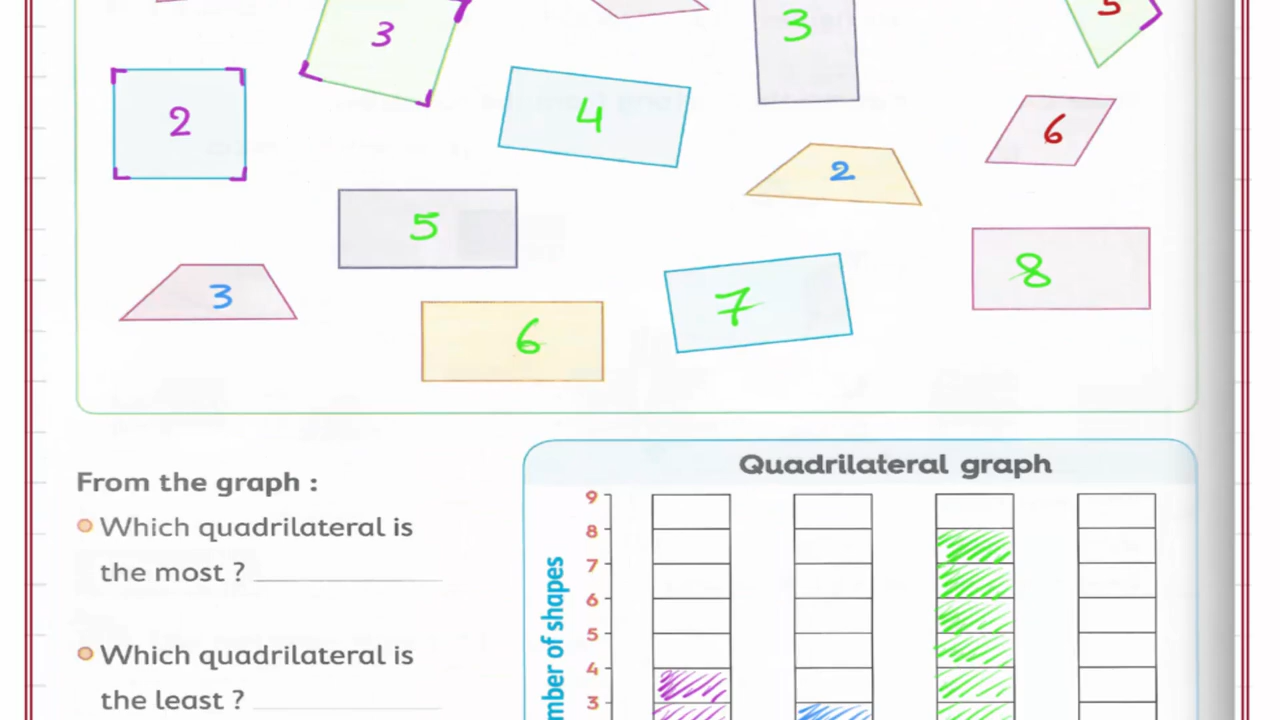 5
3
3
2
4
6
2
5
3
8
7
6
Quadrilateral graph
From the graph :
Which quadrilateral is
the most ?
Which quadrilateral is
the least ?
9
8
7
6
5
4
3
of shapes